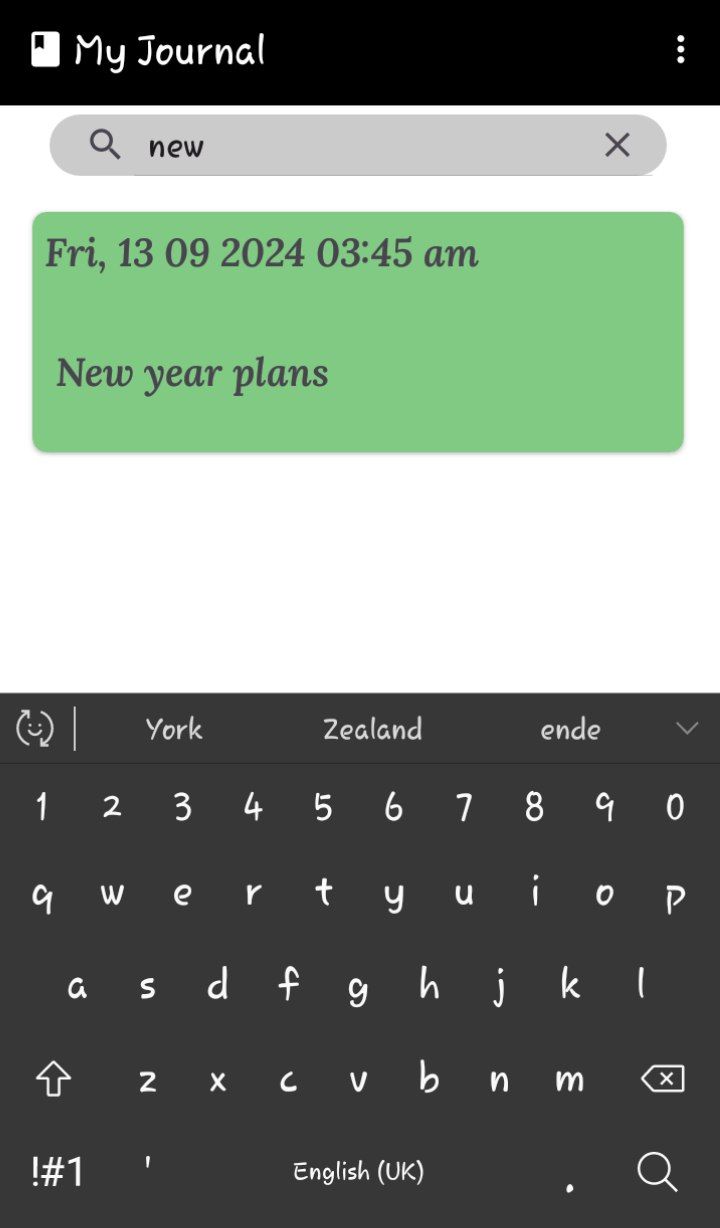 My Journal
new
Fri, 13 09 2024 03:45 am
New year plans
York Zealand ende
1 2 3 4 5 6 7 8 9 0
q w e r t y u i o p
a s d f g h j k l
z x c v b n m
!#1 ' English (UK) .